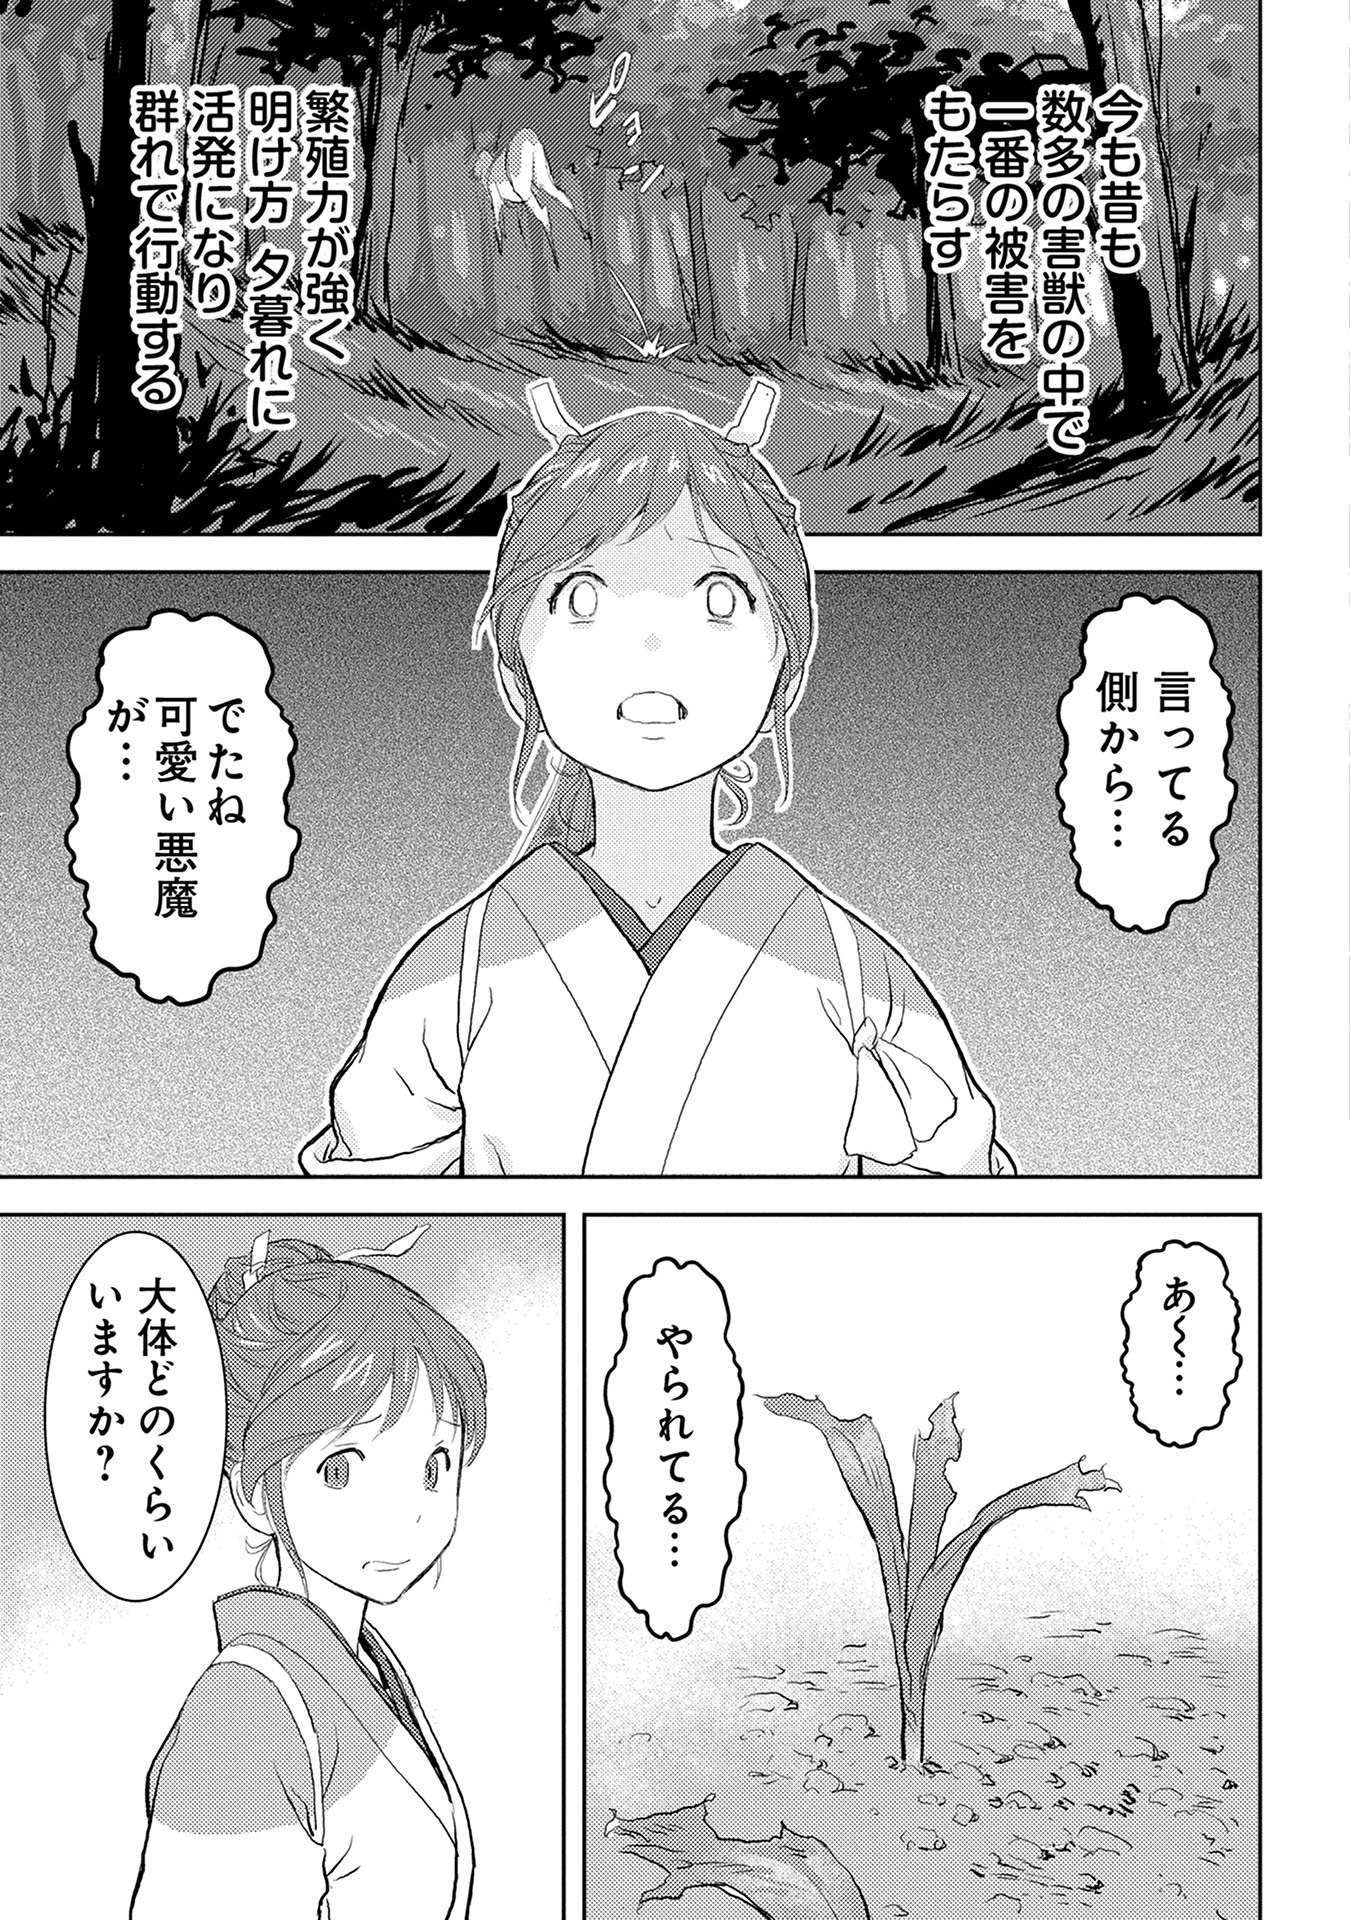 今も昔も
数多の害獣の中で
一番の被害を
もたらす
繁殖力が強く
明け方 夕暮れに
活発になり
群れで行動する
ピョン
言ってる
側から…
でたね
可愛い悪魔
が…
あ〜…
やられてる…
大体どのくらい
いますか?